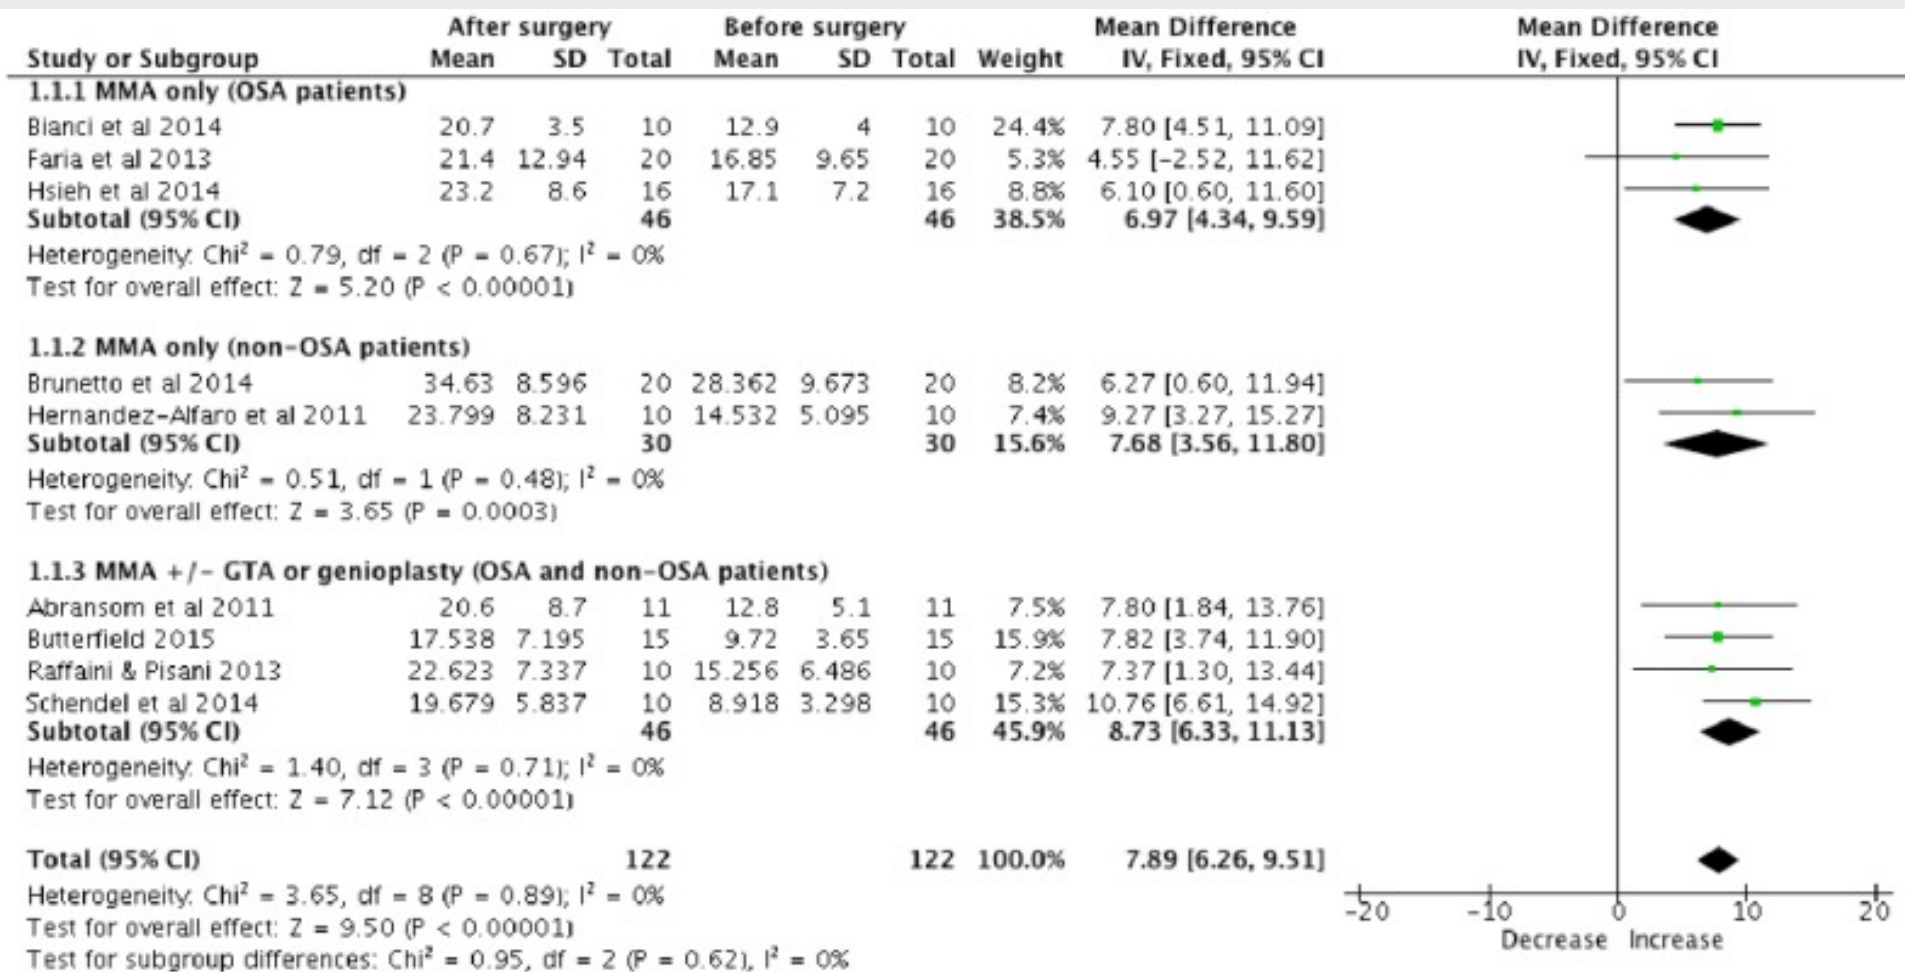 After surgery Before surgery Mean Difference Mean Difference
Study or Subgroup Mean SD Total Mean SD Total Weight IV, Fixed, 95% CI IV, Fixed, 95% CI
1.1.1 MMA only (OSA patients)
Bianci et al 2014 20.7 3.5 10 12.9 4 10 24.4% 7.80 [4.51, 11.09]
Faria et al 2013 21.4 12.94 20 16.85 9.65 20 5.3% 4.55 [−2.52, 11.62]
Hsieh et al 2014 23.2 8.6 16 17.1 7.2 16 8.8% 6.10 [0.60, 11.60]
Subtotal (95% CI) 46 46 38.5% 6.97 [4.34, 9.59]
Heterogeneity: Chi² = 0.79, df = 2 (P = 0.67); I² = 0%
Test for overall effect: Z = 5.20 (P < 0.00001)
1.1.2 MMA only (non-OSA patients)
Brunetto et al 2014 34.63 8.596 20 28.362 9.673 20 8.2% 6.27 [0.60, 11.94]
Hernandez-Alfaro et al 2011 23.799 8.231 10 14.532 5.095 10 7.4% 9.27 [3.27, 15.27]
Subtotal (95% CI) 30 30 15.6% 7.68 [3.56, 11.80]
Heterogeneity: Chi² = 0.51, df = 1 (P = 0.48); I² = 0%
Test for overall effect: Z = 3.65 (P = 0.0003)
1.1.3 MMA +/- GTA or genioplasty (OSA and non-OSA patients)
Abransom et al 2011 20.6 8.7 11 12.8 5.1 11 7.5% 7.80 [1.84, 13.76]
Butterfield 2015 17.538 7.195 15 9.72 3.65 15 15.9% 7.82 [3.74, 11.90]
Raffaini & Pisani 2013 22.623 7.337 10 15.256 6.486 10 7.2% 7.37 [1.30, 13.44]
Schendel et al 2014 19.679 5.837 10 8.918 3.298 10 15.3% 10.76 [6.61, 14.92]
Subtotal (95% CI) 46 46 45.9% 8.73 [6.33, 11.13]
Heterogeneity: Chi² = 1.40, df = 3 (P = 0.71); I² = 0%
Test for overall effect: Z = 7.12 (P < 0.00001)
Total (95% CI) 122 122 100.0% 7.89 [6.26, 9.51]
Heterogeneity: Chi² = 3.65, df = 8 (P = 0.89); I² = 0%
Test for overall effect: Z = 9.50 (P < 0.00001)
Test for subgroup differences: Chi² = 0.95, df = 2 (P = 0.62), I² = 0%
−20 −10 0 10 20
Decrease Increase